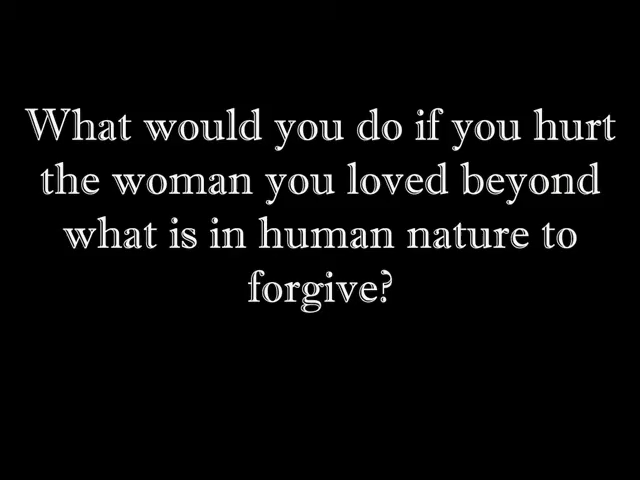 What would you do if you hurt
the woman you loved beyond
what is in human nature to
forgive?